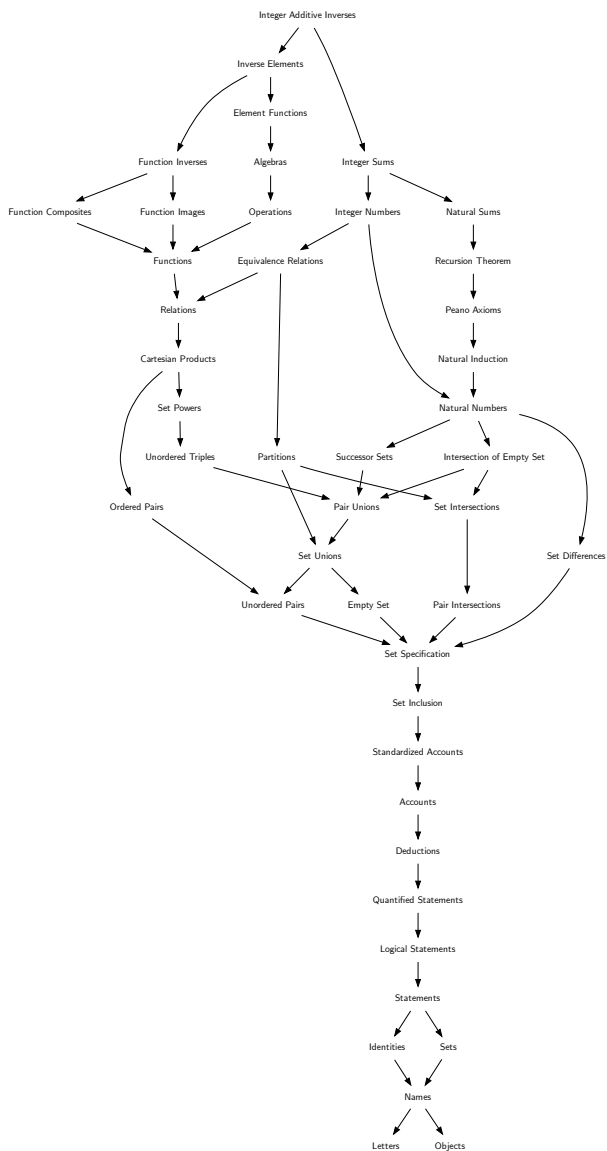 Integer Additive Inverses
Inverse Elements
Element Functions
Function Inverses Algebras Integer Sums
Function Composites Function Images Operations Integer Numbers Natural Sums
Functions Equivalence Relations Recursion Theorem
Relations Peano Axioms
Cartesian Products Natural Induction
Set Powers Natural Numbers
Unordered Triples Partitions Successor Sets Intersection of Empty Set
Ordered Pairs Pair Unions Set Intersections
Set Unions Set Differences
Unordered Pairs Empty Set Pair Intersections
Set Specification
Set Inclusion
Standardized Accounts
Accounts
Deductions
Quantified Statements
Logical Statements
Statements
Identities Sets
Names
Letters Objects